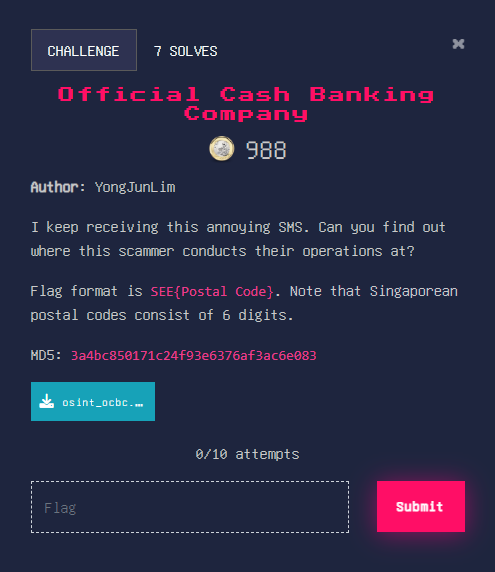 CHALLENGE
7 SOLVES
Official Cash Banking
Company
988
Author: YongJunLim
I keep receiving this annoying SMS. Can you find out
where this scammer conducts their operations at?
Flag format is SEE{Postal Code}. Note that Singaporean
postal codes consist of 6 digits.
MD5: 3a4bc850171c24f93e6376af3ac6e083
osint_ocbc.…
0/10 attempts
Flag
Submit